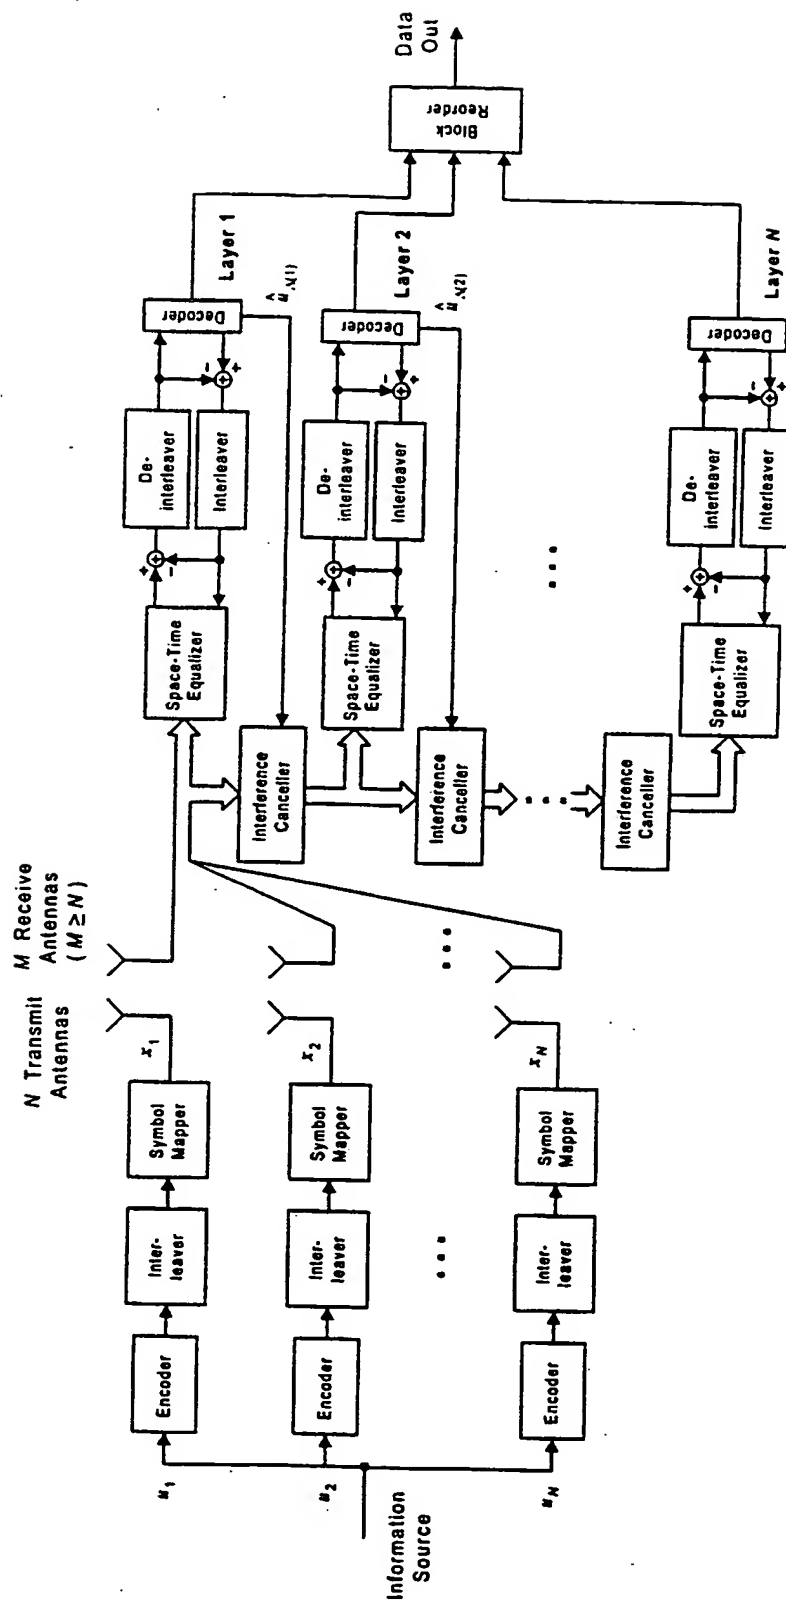 N Transmit
Antennas
M Receive
Antennas
( M ≥ N )
Information
Source
u₁
Encoder
Inter-
leaver
Symbol
Mapper
x₁
u₂
Encoder
Inter-
leaver
Symbol
Mapper
x₂
u_N
Encoder
Inter-
leaver
Symbol
Mapper
x_N
Space-Time
Equalizer
+
-
De-
interleaver
Interleaver
-
+
Decoder
Layer 1
Interference
Canceller
Space-Time
Equalizer
+
-
De-
interleaver
Interleaver
-
+
Decoder
Layer 2
Interference
Canceller
Interference
Canceller
Space-Time
Equalizer
+
-
De-
interleaver
Interleaver
-
+
Decoder
Layer N
Block
Reorder
Data
Out